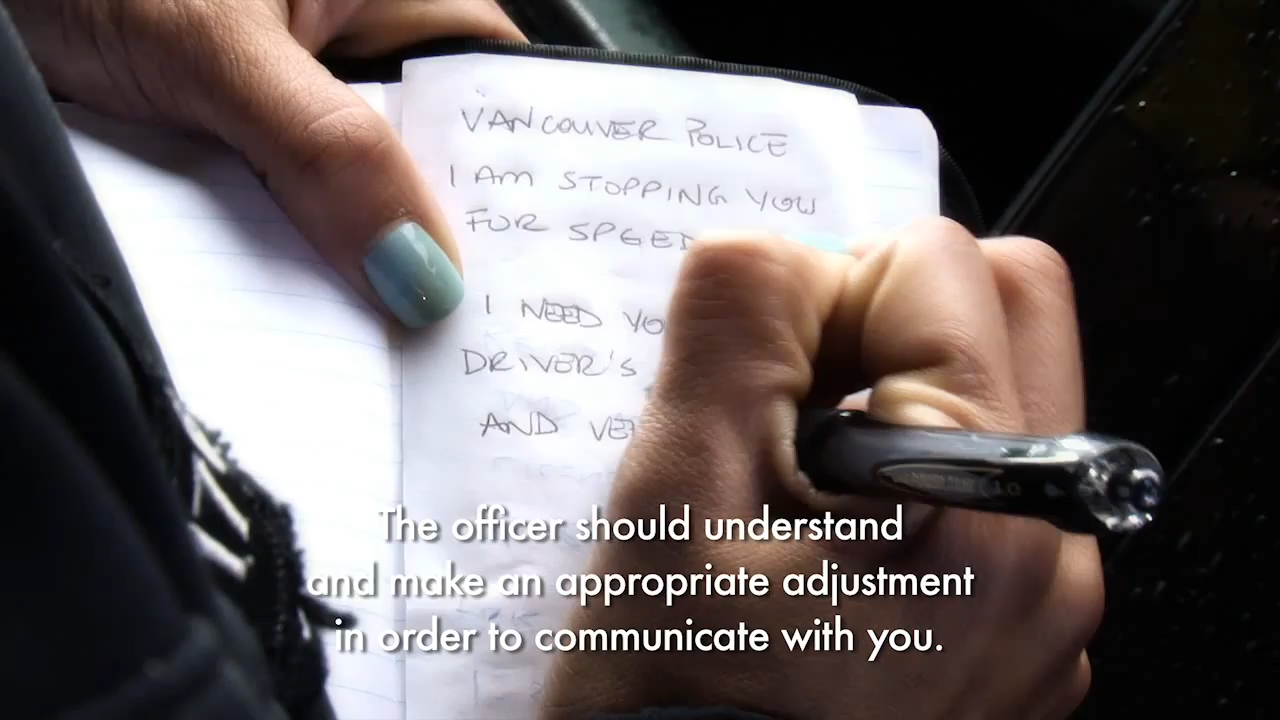 VANCOUVER POLICE
I AM STOPPING YOU
FOR SPEED
I NEED
DRIVER'S
AND
The officer should understand
and make an appropriate adjustment
in order to communicate with you.